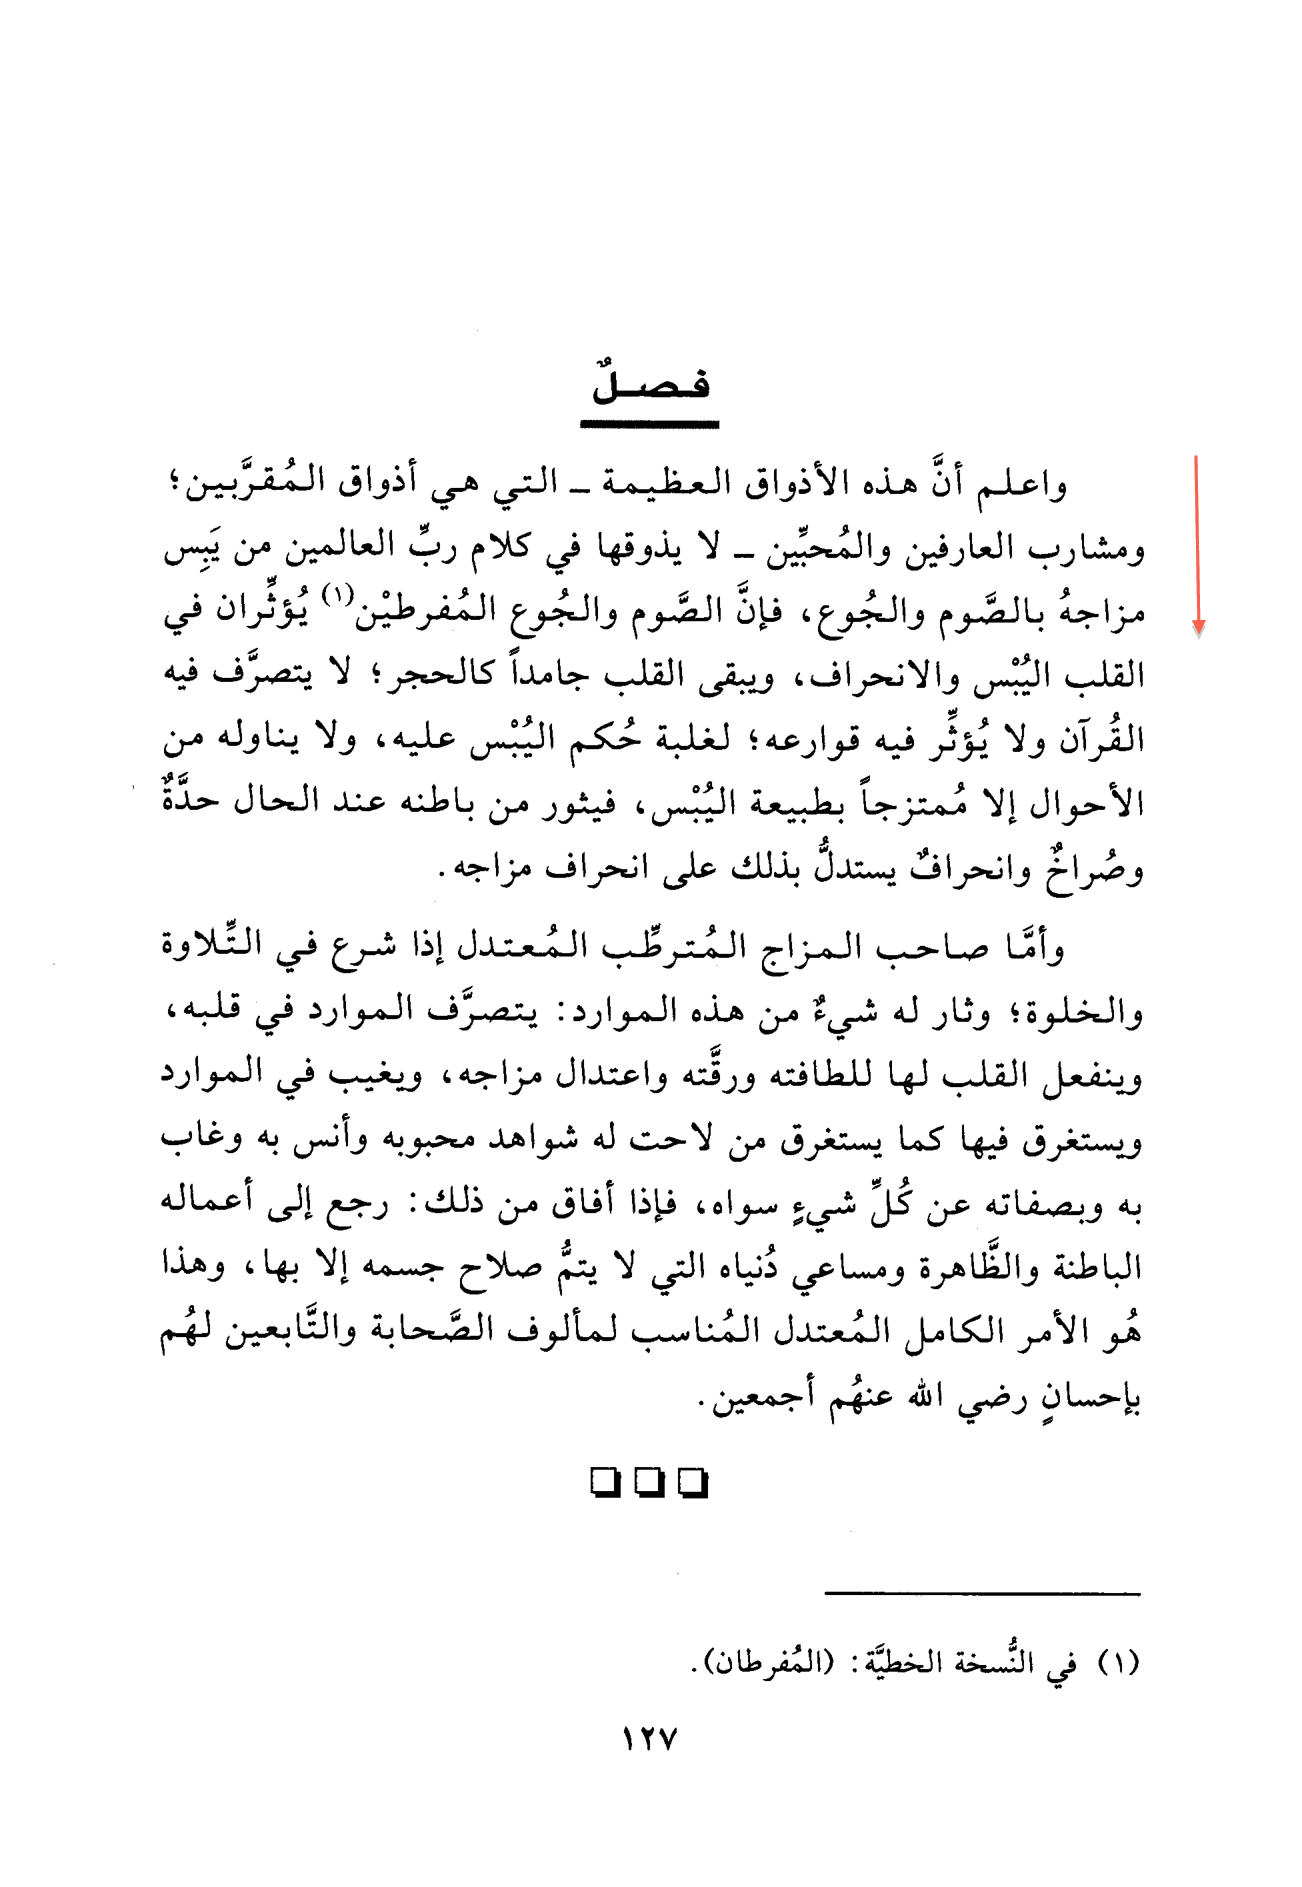 فصلٌ
واعلم أنَّ هذه الأذواق العظيمة ـ التي هي أذواق المُقرَّبين؛
ومشارب العارفين والمُحبِّين ـ لا يذوقها في كلام ربِّ العالمين من يَبِس
مزاجهُ بالصَّوم والجُوع، فإنَّ الصَّوم والجُوع المُفرطيْن(١) يُؤثِّران في
القلب اليُبْس والانحراف، ويبقى القلب جامداً كالحجر؛ لا يتصرَّف فيه
القُرآن ولا يُؤثِّر فيه قوارعه؛ لغلبة حُكم اليُبْس عليه، ولا يناوله من
الأحوال إلا مُمتزجاً بطبيعة اليُبْس، فيثور من باطنه عند الحال حدَّةٌ
وصُراخٌ وانحرافٌ يستدلُّ بذلك على انحراف مزاجه.
وأمَّا صاحب المزاج المُترطِّب المُعتدل إذا شرع في التِّلاوة
والخلوة؛ وثار له شيءٌ من هذه الموارد: يتصرَّف الموارد في قلبه،
وينفعل القلب لها للطافته ورقَّته واعتدال مزاجه، ويغيب في الموارد
ويستغرق فيها كما يستغرق من لاحت له شواهد محبوبه وأنس به وغاب
به وبصفاته عن كُلِّ شيءٍ سواه، فإذا أفاق من ذلك: رجع إلى أعماله
الباطنة والظَّاهرة ومساعي دُنياه التي لا يتمُّ صلاح جسمه إلا بها، وهذا
هُو الأمر الكامل المُعتدل المُناسب لمألوف الصَّحابة والتَّابعين لهُم
بإحسانٍ رضي الله عنهُم أجمعين.
(١) في النُّسخة الخطيَّة: (المُفرطان).
١٢٧